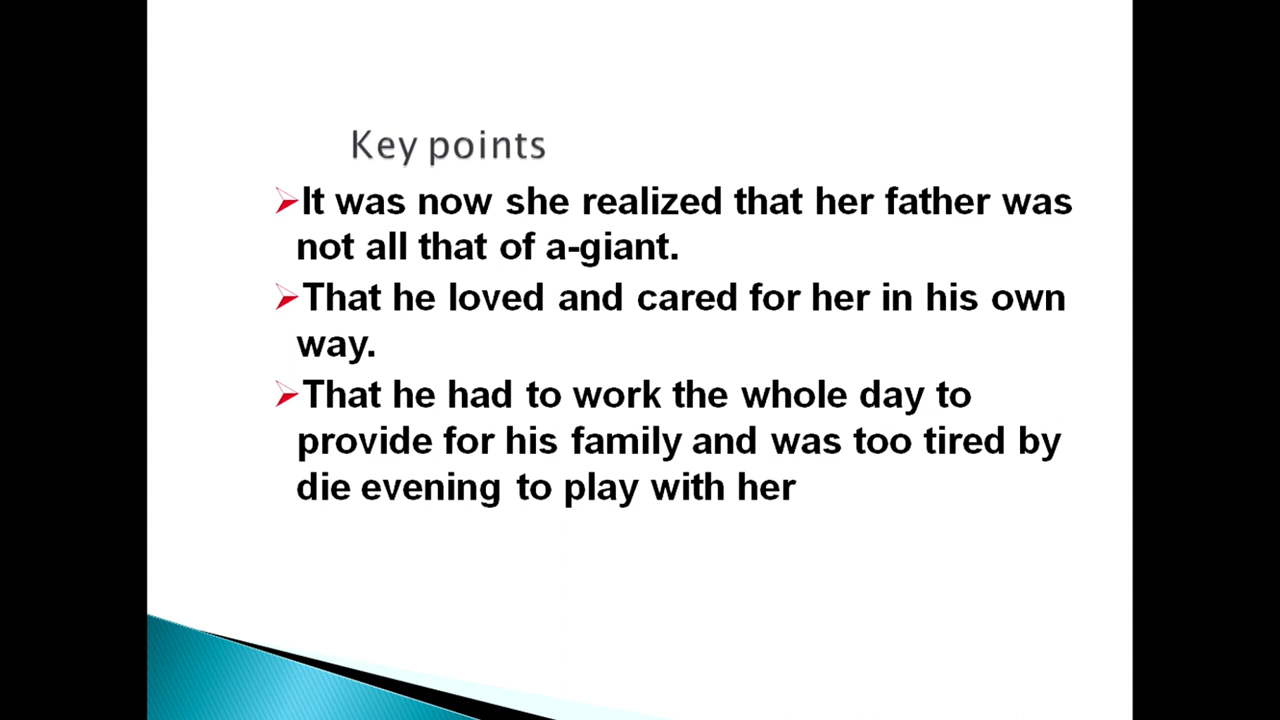 Key points
It was now she realized that her father was
not all that of a-giant.
That he loved and cared for her in his own
way.
That he had to work the whole day to
provide for his family and was too tired by
die evening to play with her